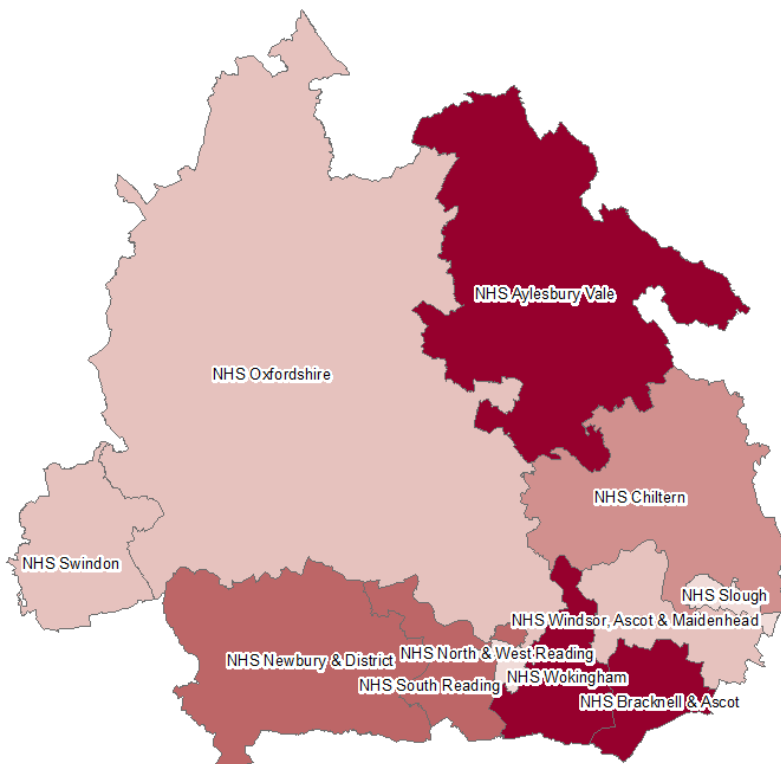 NHS Aylesbury Vale
NHS Oxfordshire
NHS Chiltern
NHS Swindon
NHS Slough
NHS Windsor, Ascot & Maidenhead
NHS North & West Reading
NHS Newbury & District
NHS Wokingham
NHS South Reading
NHS Bracknell & Ascot